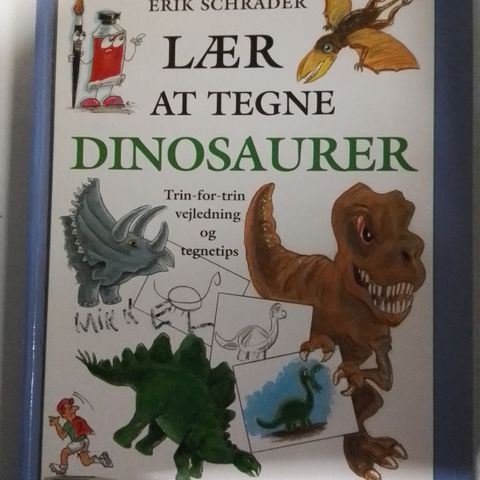 ERIK SCHRADER
LÆR
AT TEGNE
DINOSAURER
Trin-for-trin
vejledning
og
tegnetips